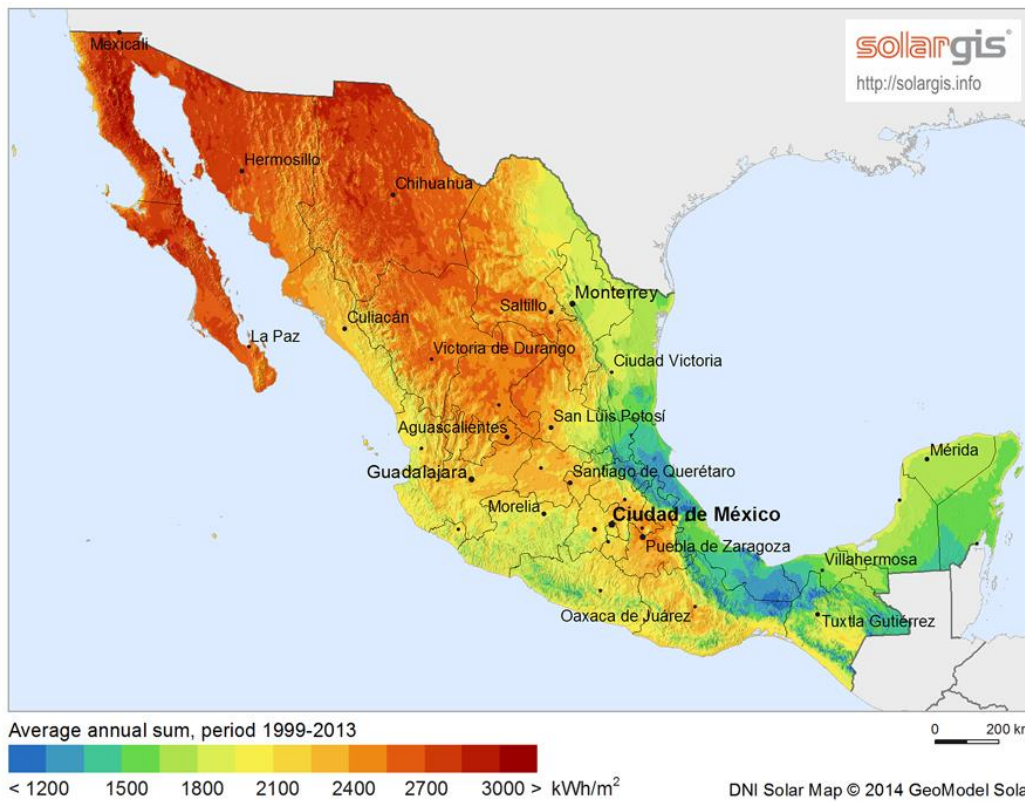 solargis
http://solargis.info
Mexicali
Hermosillo
Chihuahua
Monterrey
Saltillo
Culiacán
La Paz
Victoria de Durango
Ciudad Victoria
San Luis Potosí
Aguascalientes
Mérida
Guadalajara
Santiago de Querétaro
Morelia
Ciudad de México
Puebla de Zaragoza
Villahermosa
Oaxaca de Juárez
Tuxtla Gutiérrez
Average annual sum, period 1999-2013
0 200 km
< 1200 1500 1800 2100 2400 2700 3000 > kWh/m²
DNI Solar Map © 2014 GeoModel Sola